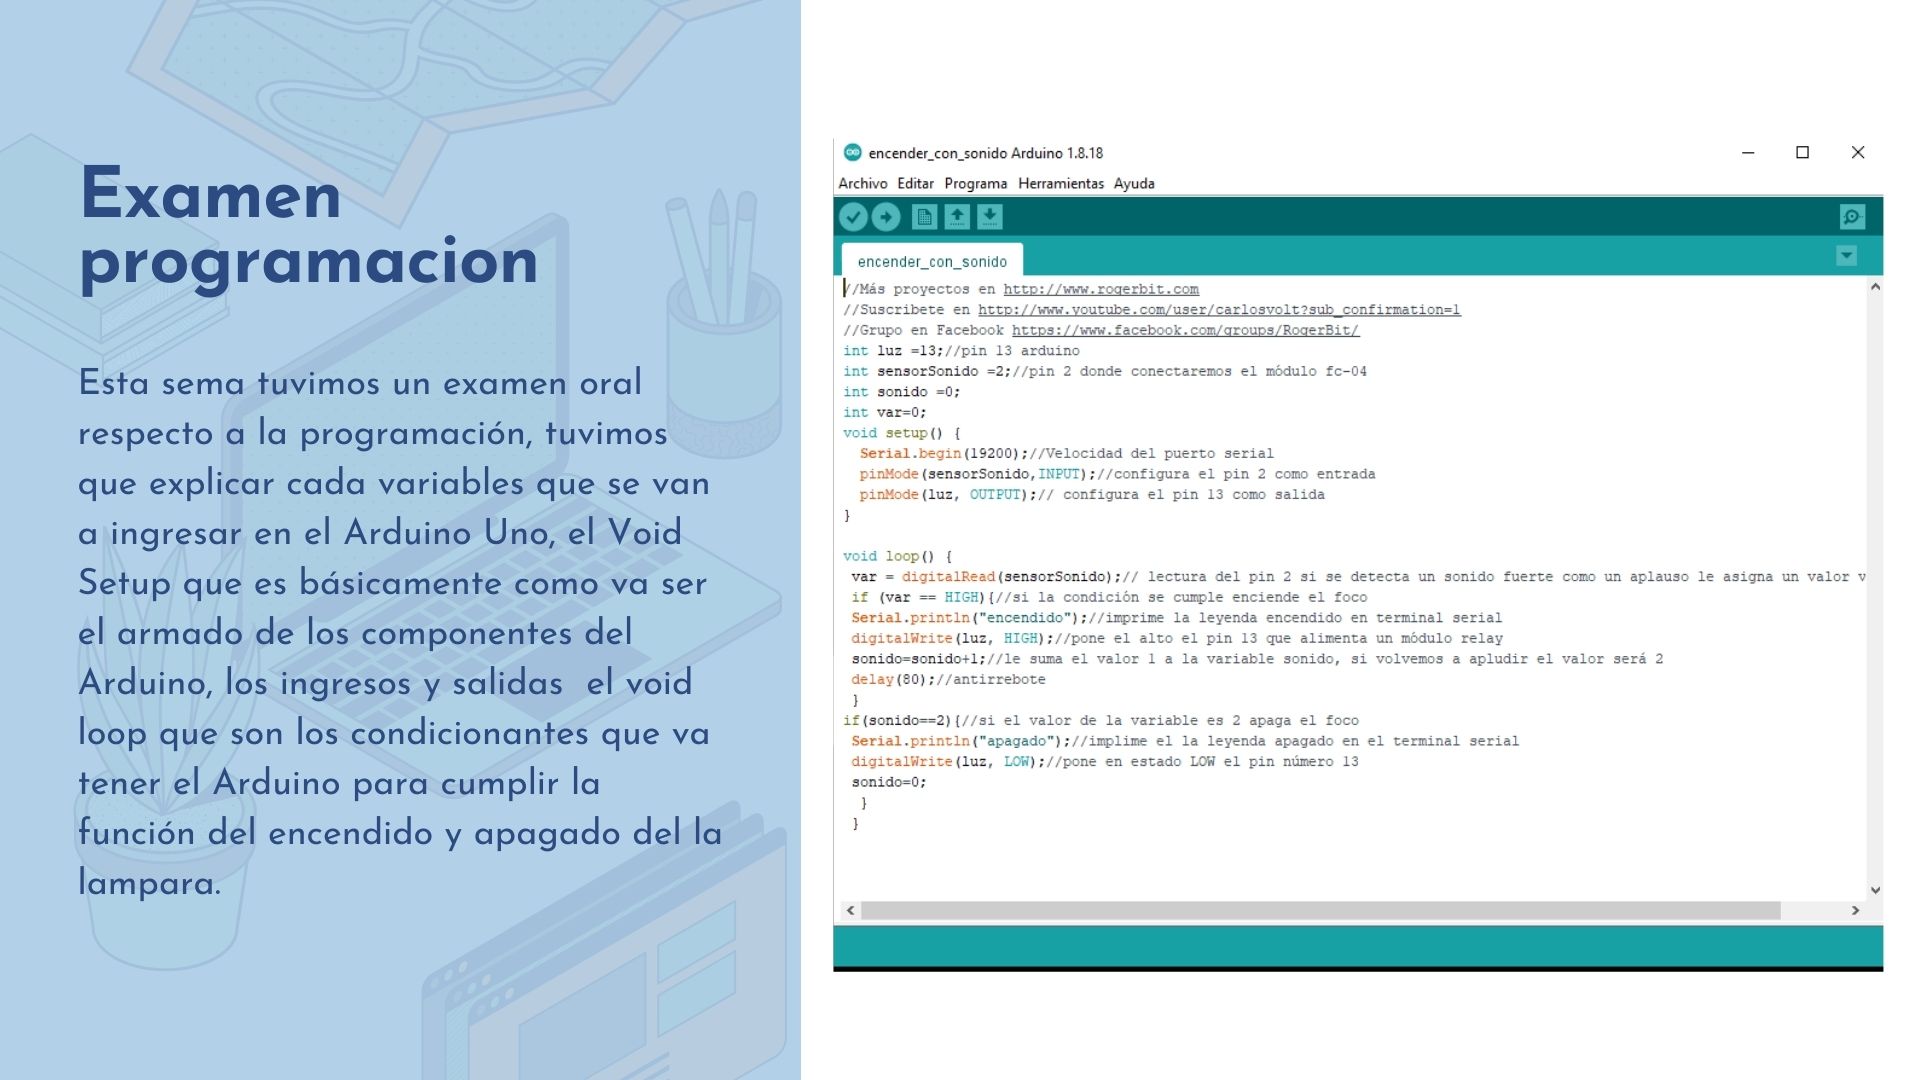 Examen
programacion
Esta sema tuvimos un examen oral
respecto a la programación, tuvimos
que explicar cada variables que se van
a ingresar en el Arduino Uno, el Void
Setup que es básicamente como va ser
el armado de los componentes del
Arduino, los ingresos y salidas  el void
loop que son los condicionantes que va
tener el Arduino para cumplir la
función del encendido y apagado del la
lampara.
encender_con_sonido Arduino 1.8.18
Archivo Editar Programa Herramientas Ayuda
encender_con_sonido
//Más proyectos en http://www.rogerbit.com
//Suscribete en http://www.youtube.com/user/carlosvolt?sub_confirmation=1
//Grupo en Facebook https://www.facebook.com/groups/RogerBit/
int luz =13;//pin 13 arduino
int sensorSonido =2;//pin 2 donde conectaremos el módulo fc-04
int sonido =0;
int var=0;
void setup() {
  Serial.begin(19200);//Velocidad del puerto serial
  pinMode(sensorSonido,INPUT);//configura el pin 2 como entrada
  pinMode(luz, OUTPUT);// configura el pin 13 como salida
}
void loop() {
 var = digitalRead(sensorSonido);// lectura del pin 2 si se detecta un sonido fuerte como un aplauso le asigna un valor v
 if (var == HIGH){//si la condición se cumple enciende el foco
 Serial.println("encendido");//imprime la leyenda encendido en terminal serial
 digitalWrite(luz, HIGH);//pone el alto el pin 13 que alimenta un módulo relay
 sonido=sonido+1;//le suma el valor 1 a la variable sonido, si volvemos a apludir el valor será 2
 delay(80);//antirrebote
 }
if(sonido==2){//si el valor de la variable es 2 apaga el foco
 Serial.println("apagado");//implime el la leyenda apagado en el terminal serial
 digitalWrite(luz, LOW);//pone en estado LOW el pin número 13
 sonido=0;
  }
 }